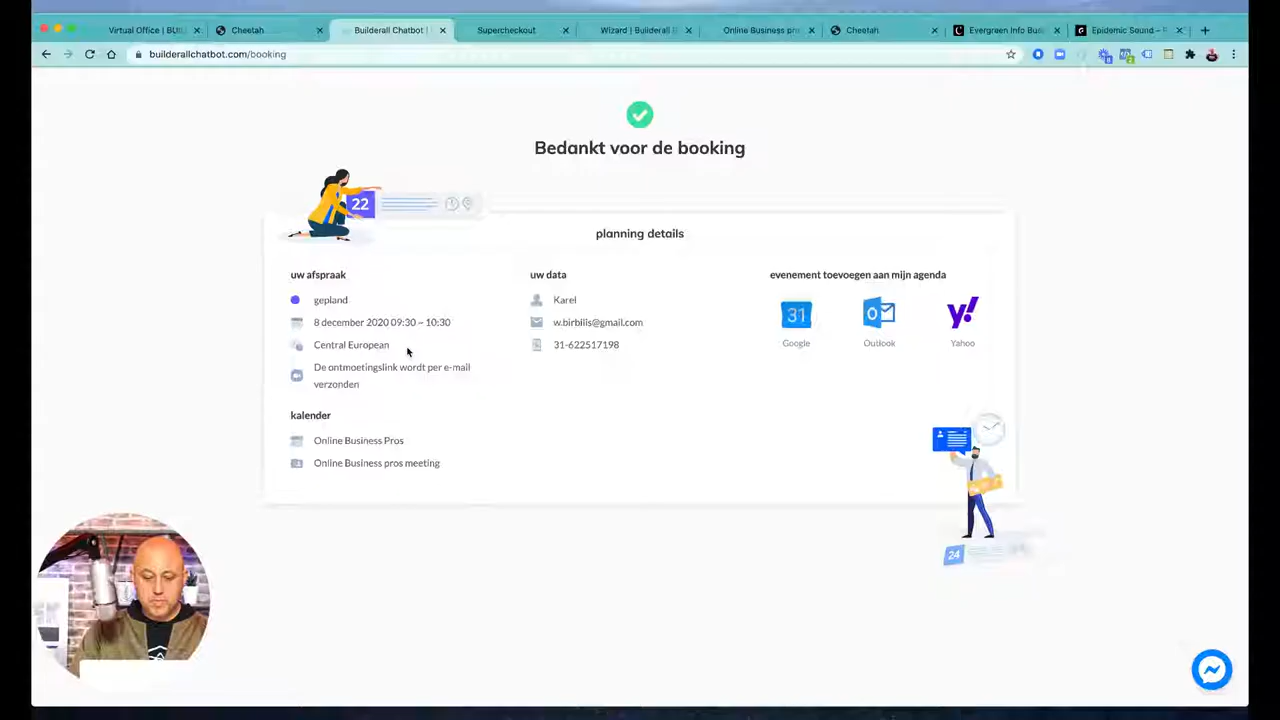 Virtual Office | BUI
Cheetah
Builderall Chatbot |
Supercheckout
Wizard | Builderall B
Online Business pro
Cheetah
Evergreen Info Bus
Epidemic Sound – F
builderallchatbot.com/booking
Bedankt voor de booking
22
planning details
uw afspraak
gepland
8 december 2020 09:30 ~ 10:30
Central European
De ontmoetingslink wordt per e-mail
verzonden
kalender
Online Business Pros
Online Business pros meeting
uw data
Karel
w.birbilis@gmail.com
31-622517198
evenement toevoegen aan mijn agenda
31
Google
Outlook
Yahoo
24